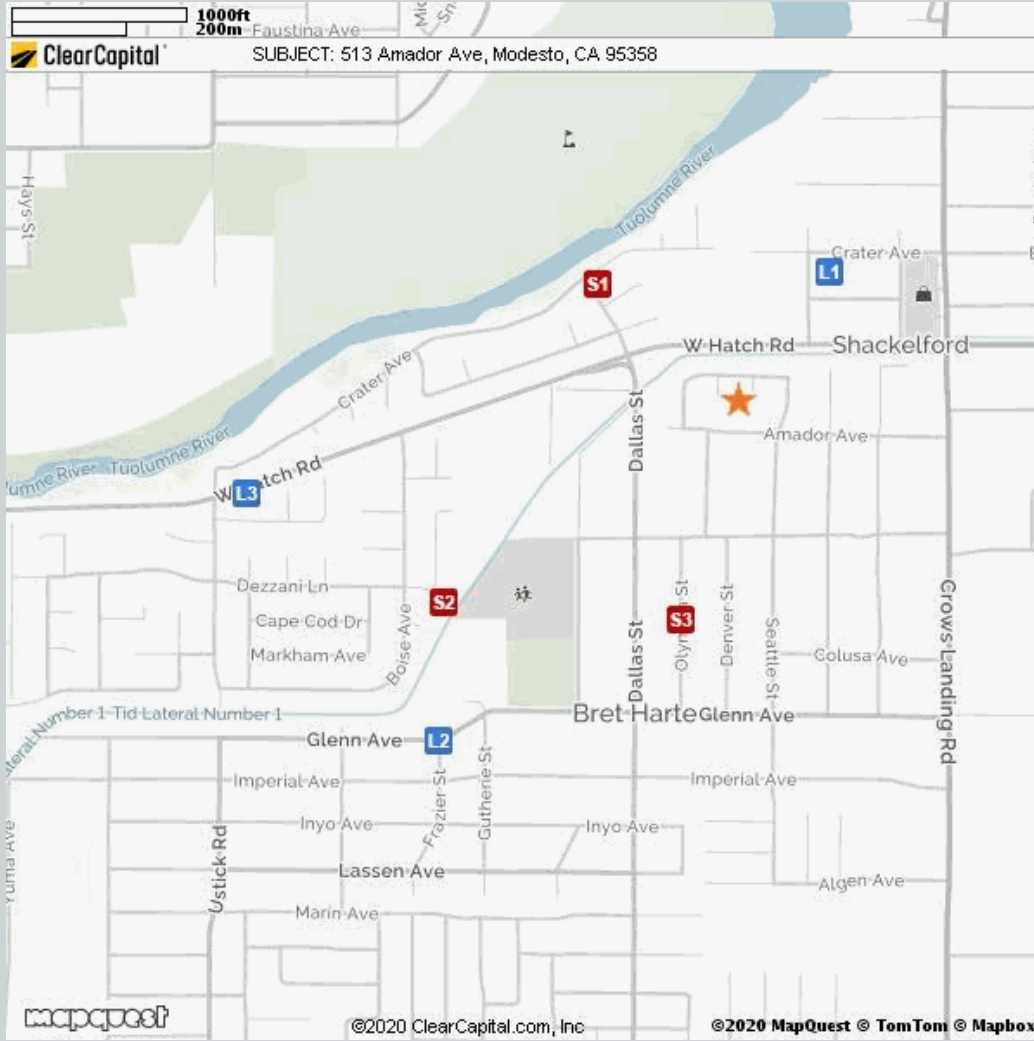 1000ft
200m
Faustina Ave
ClearCapital
SUBJECT: 513 Amador Ave, Modesto, CA 95358
Hays St
Tuolumne River
Crater Ave
L1
S1
W Hatch Rd
Shackelford
Crater Ave
Dallas St
Amador Ave
Tuolumne River
W Hatch Rd
L3
Dezzani Ln
S2
Cape Cod Dr
Markham Ave
Boise Ave
S3
Denver St
Seattle St
Dallas St
Colusa Ave
Crows Landing Rd
Number 1
Tid Lateral Number 1
Bret Harte
Glenn Ave
Glenn Ave
L2
Imperial Ave
Imperial Ave
Frazier St
Gutherie St
Inyo Ave
Inyo Ave
Ustick Rd
Yuma Ave
Lassen Ave
Algen Ave
Marin Ave
mapquest
©2020 ClearCapital.com, Inc
©2020 MapQuest © TomTom © Mapbox